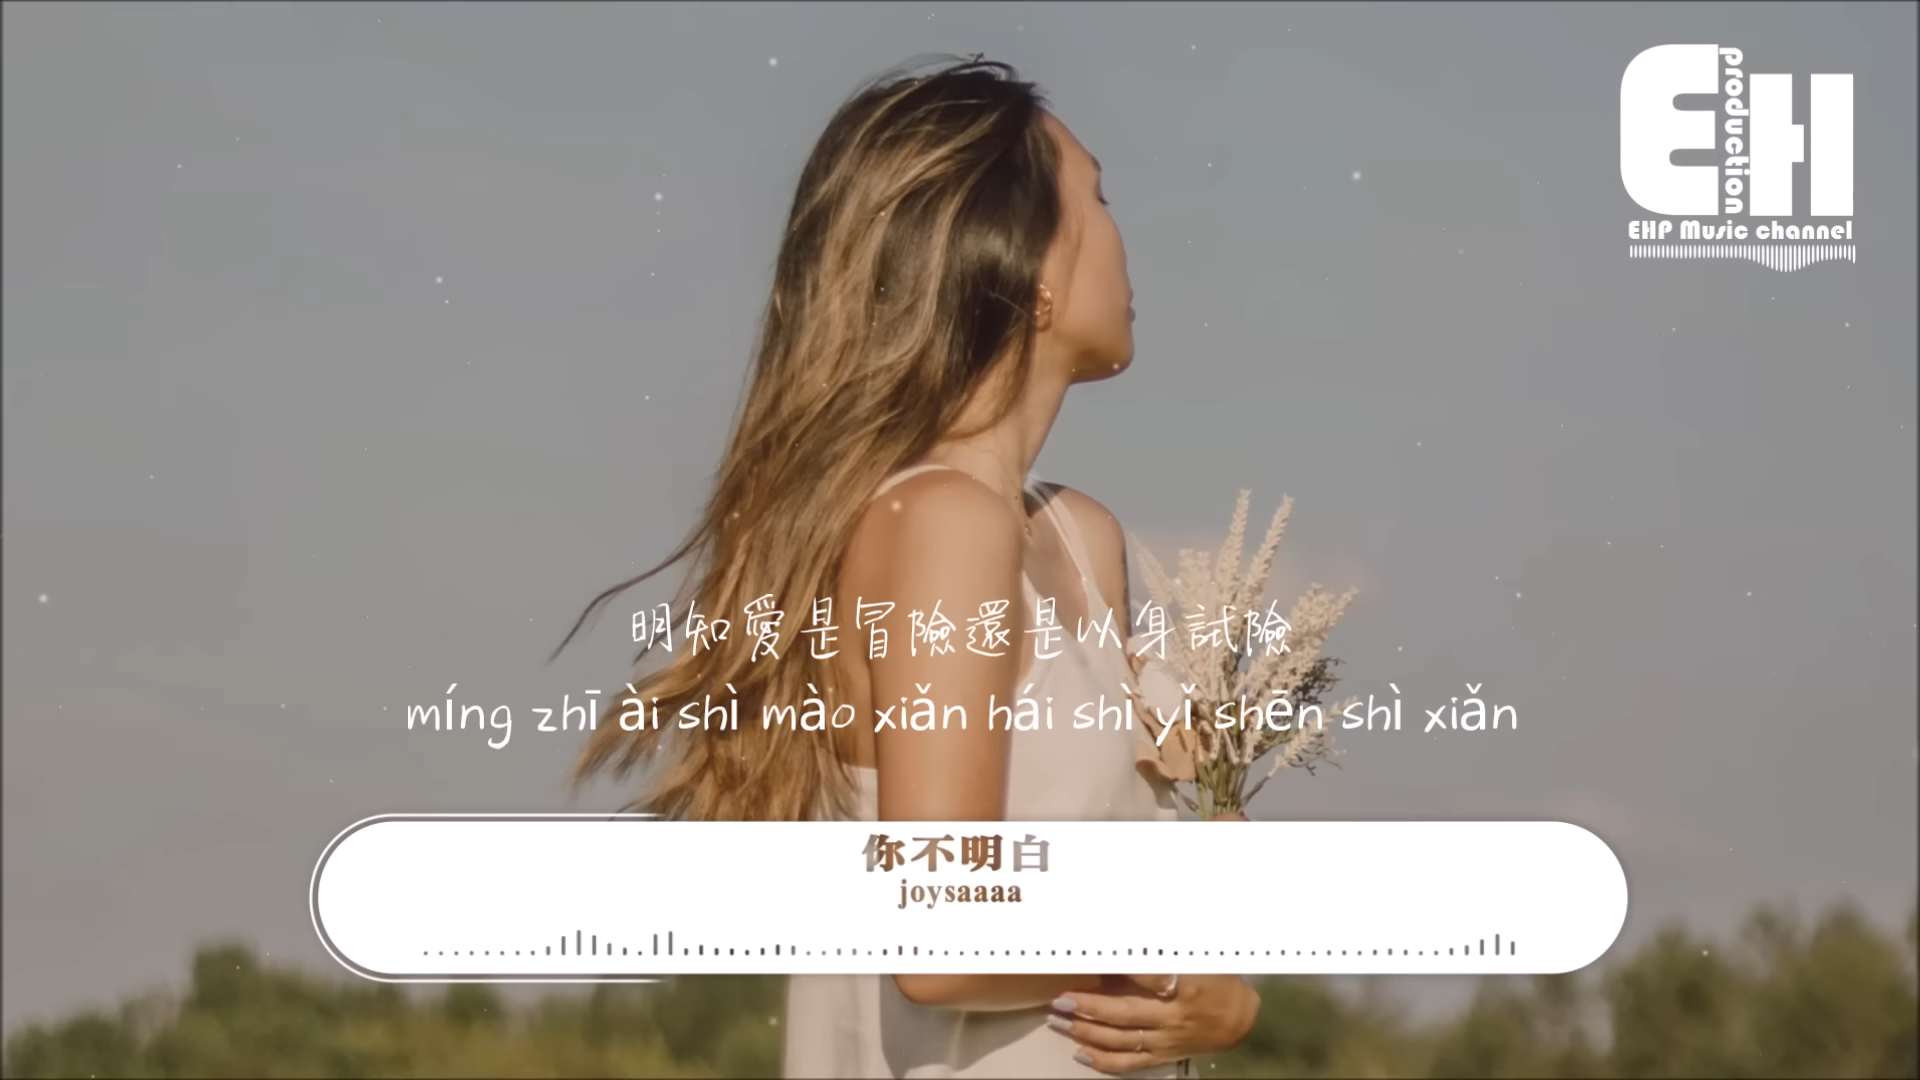 EH
production
EHP Music channel
明知愛是冒險還是以身試險
míng zhī ài shì mào xiǎn hái shì yǐ shēn shì xiǎn
你不明白
joysaaaa